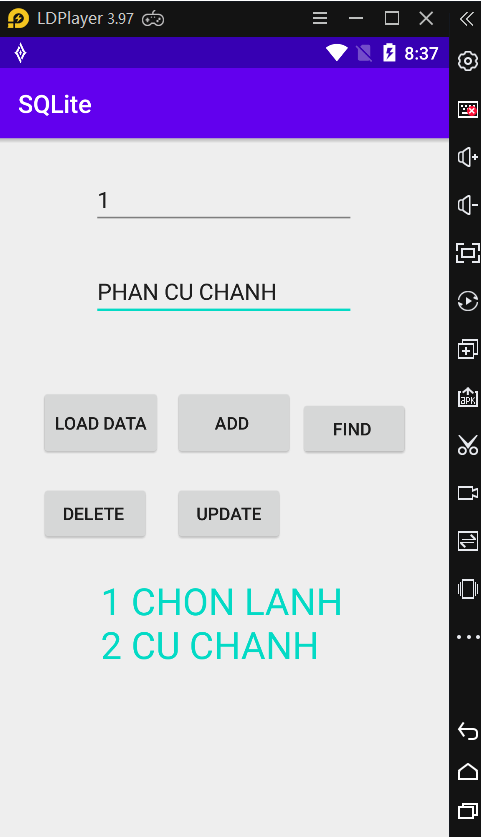 LDPlayer 3.97
8:37
SQLite
1
PHAN CU CHANH
LOAD DATA
ADD
FIND
DELETE
UPDATE
1 CHON LANH
2 CU CHANH
APK